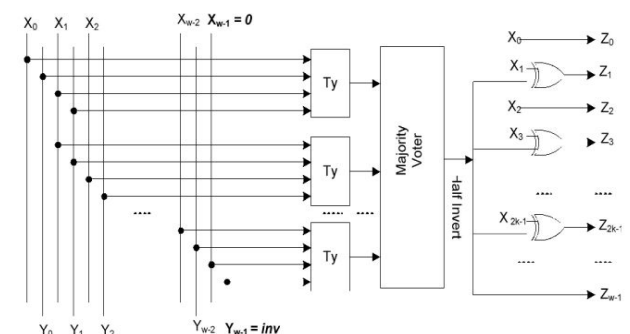 X0 X1 X2 Xw-2 Xw-1 = 0
Ty
Ty
Ty
Majority Voter
Half Invert
X0 Z0
X1 Z1
X2 Z2
X3 Z3
X2k-1 Z2k-1
Zw-1
Y0 Y1 Y2 Yw-2 Yw-1 = inv